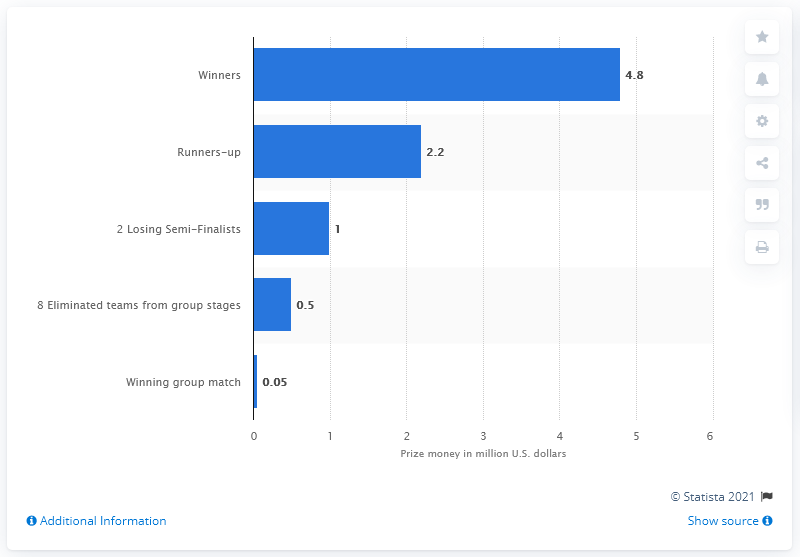 Winners
4.8
Runners-up
2.2
2 Losing Semi-Finalists
1
8 Eliminated teams from group stages
0.5
Winning group match
0.05
0 1 2 3 4 5 6
Prize money in million U.S. dollars
© Statista 2021
Additional Information
Show source